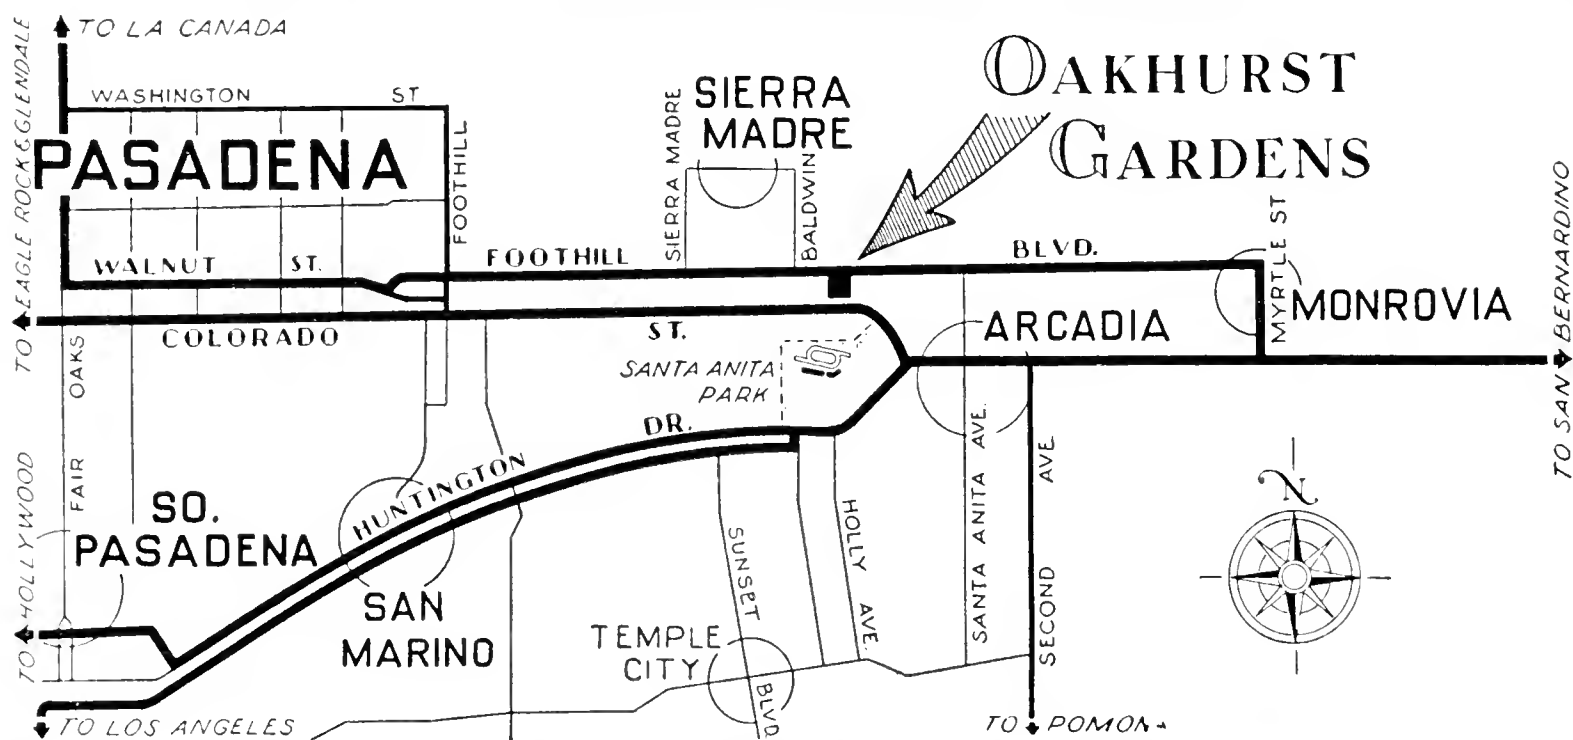 TO LA CANADA
OAKHURST
GARDENS
WASHINGTON ST
SIERRA
MADRE
PASADENA
FOOTHILL
SIERRA MADRE
BALDWIN
TO EAGLE ROCK & GLENDALE
MYRTLE ST
TO SAN BERNARDINO
WALNUT ST.
FOOTHILL BLVD.
COLORADO ST.
ARCADIA
MONROVIA
SANTA ANITA
PARK
FAIR OAKS
HUNTINGTON DR.
SO.
PASADENA
TO HOLLYWOOD
SAN
MARINO
TEMPLE
CITY
SUNSET BLVD
HOLLY AVE.
SANTA ANITA AVE.
SECOND AVE
N
TO LOS ANGELES
TO POMONA